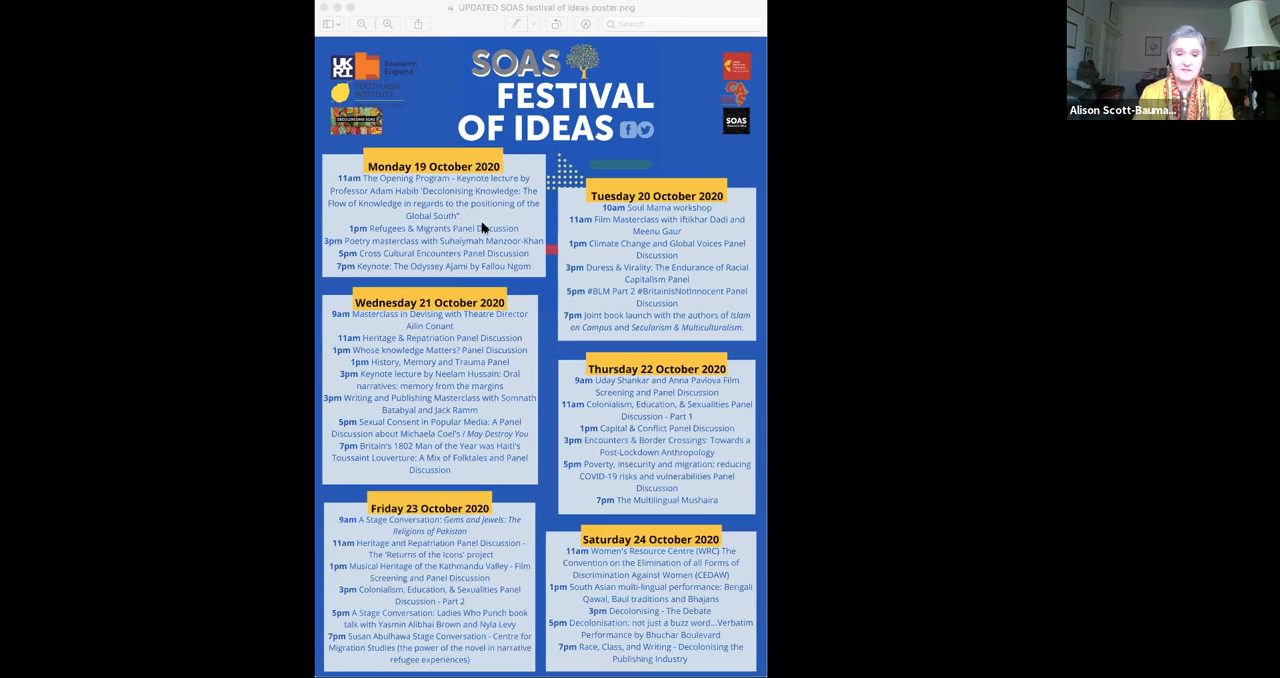 UPDATED SOAS festival of ideas poster.png
Search
UK
RI
Research
England
SOUTH ASIA
INSTITUTE
DECOLONISING SOAS
SOAS
FESTIVAL
OF IDEAS
SOAS
Monday 19 October 2020
11am The Opening Program - Keynote lecture by
Professor Adam Habib 'Decolonising Knowledge: The
Flow of Knowledge in regards to the positioning of the
Global South".
1pm Refugees & Migrants Panel Discussion
3pm Poetry masterclass with Suhaiymah Manzoor-Khan
5pm Cross Cultural Encounters Panel Discussion
7pm Keynote: The Odyssey Ajami by Fallou Ngom
Tuesday 20 October 2020
10am Soul Mama workshop
11am Film Masterclass with Iftikhar Dadi and
Meenu Gaur
1pm Climate Change and Global Voices Panel
Discussion
3pm Duress & Virality: The Endurance of Racial
Capitalism Panel
5pm #BLM Part 2 #BritainIsNotInnocent Panel
Discussion
7pm Joint book launch with the authors of Islam
on Campus and Secularism & Multiculturalism.
Wednesday 21 October 2020
9am Masterclass in Devising with Theatre Director
Ailin Conant
11am Heritage & Repatriation Panel Discussion
1pm Whose knowledge Matters? Panel Discussion
1pm History, Memory and Trauma Panel
3pm Keynote lecture by Neelam Hussain: Oral
narratives: memory from the margins
3pm Writing and Publishing Masterclass with Somnath
Batabyal and Jack Ramm
5pm Sexual Consent in Popular Media: A Panel
Discussion about Michaela Coel's I May Destroy You
7pm Britain's 1802 Man of the Year was Haiti's
Toussaint Louverture: A Mix of Folktales and Panel
Discussion
Thursday 22 October 2020
9am Uday Shankar and Anna Pavlova Film
Screening and Panel Discussion
11am Colonialism, Education, & Sexualities Panel
Discussion - Part 1
1pm Capital & Conflict Panel Discussion
3pm Encounters & Border Crossings: Towards a
Post-Lockdown Anthropology
5pm Poverty, insecurity and migration: reducing
COVID-19 risks and vulnerabilities Panel
Discussion
7pm The Multilingual Mushaira
Friday 23 October 2020
9am A Stage Conversation: Gems and Jewels: The
Religions of Pakistan
11am Heritage and Repatriation Panel Discussion -
The 'Returns of the Icons' project
1pm Musical Heritage of the Kathmandu Valley - Film
Screening and Panel Discussion
3pm Colonialism, Education, & Sexualities Panel
Discussion - Part 2
5pm A Stage Conversation: Ladies Who Punch book
talk with Yasmin Alibhai Brown and Nyla Levy
7pm Susan Abulhawa Stage Conversation - Centre for
Migration Studies (the power of the novel in narrative
refugee experiences)
Saturday 24 October 2020
11am Women's Resource Centre (WRC) The
Convention on the Elimination of all Forms of
Discrimination Against Women (CEDAW)
1pm South Asian multi-lingual performance: Bengali
Qawal, Baul traditions and Bhajans
3pm Decolonising - The Debate
5pm Decolonisation: not just a buzz word...Verbatim
Performance by Bhuchar Boulevard
7pm Race, Class, and Writing - Decolonising the
Publishing Industry
Alison Scott-Bauma...